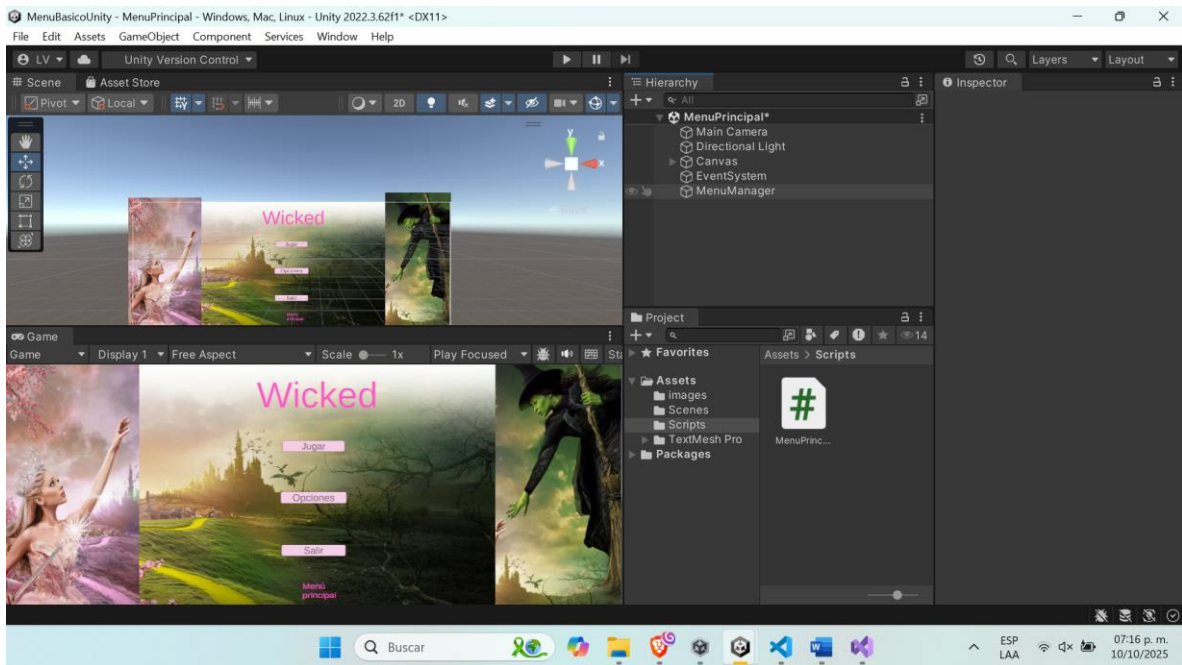 MenuBasicoUnity - MenuPrincipal - Windows, Mac, Linux - Unity 2022.3.62f1* <DX11>
File Edit Assets GameObject Component Services Window Help
LV Unity Version Control Layers Layout
Scene Asset Store
Pivot Local 2D
y
x
Wicked
Jugar
Opciones
Salir
Menú
principal
Game
Game Display 1 Free Aspect Scale 1x Play Focused Sta
Wicked
Jugar
Opciones
Salir
Menú
principal
Hierarchy
All
MenuPrincipal*
Main Camera
Directional Light
Canvas
EventSystem
MenuManager
Project
14
Favorites
Assets
images
Scenes
Scripts
TextMesh Pro
Packages
Assets > Scripts
#
MenuPrinc...
Inspector
Buscar
ESP
LAA
07:16 p. m.
10/10/2025